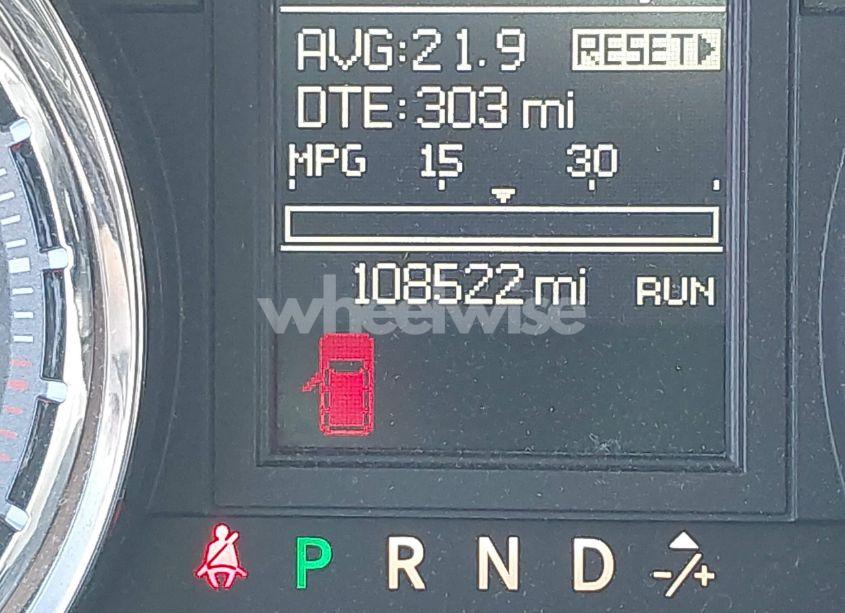 AVG:21.9 RESET
DTE:303 mi
MPG 15 30
108522 mi RUN
wheelwise
P R N D -/+